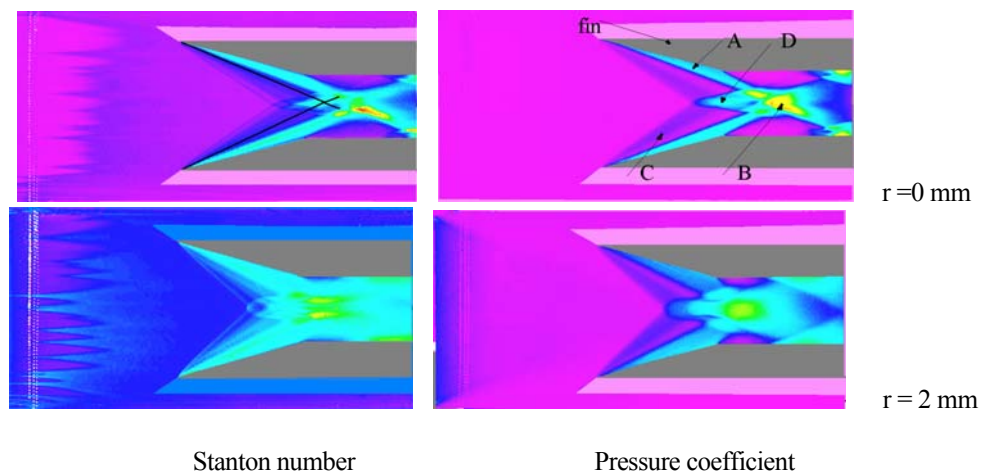 fin
A D
C B
r =0 mm
r = 2 mm
Stanton number Pressure coefficient